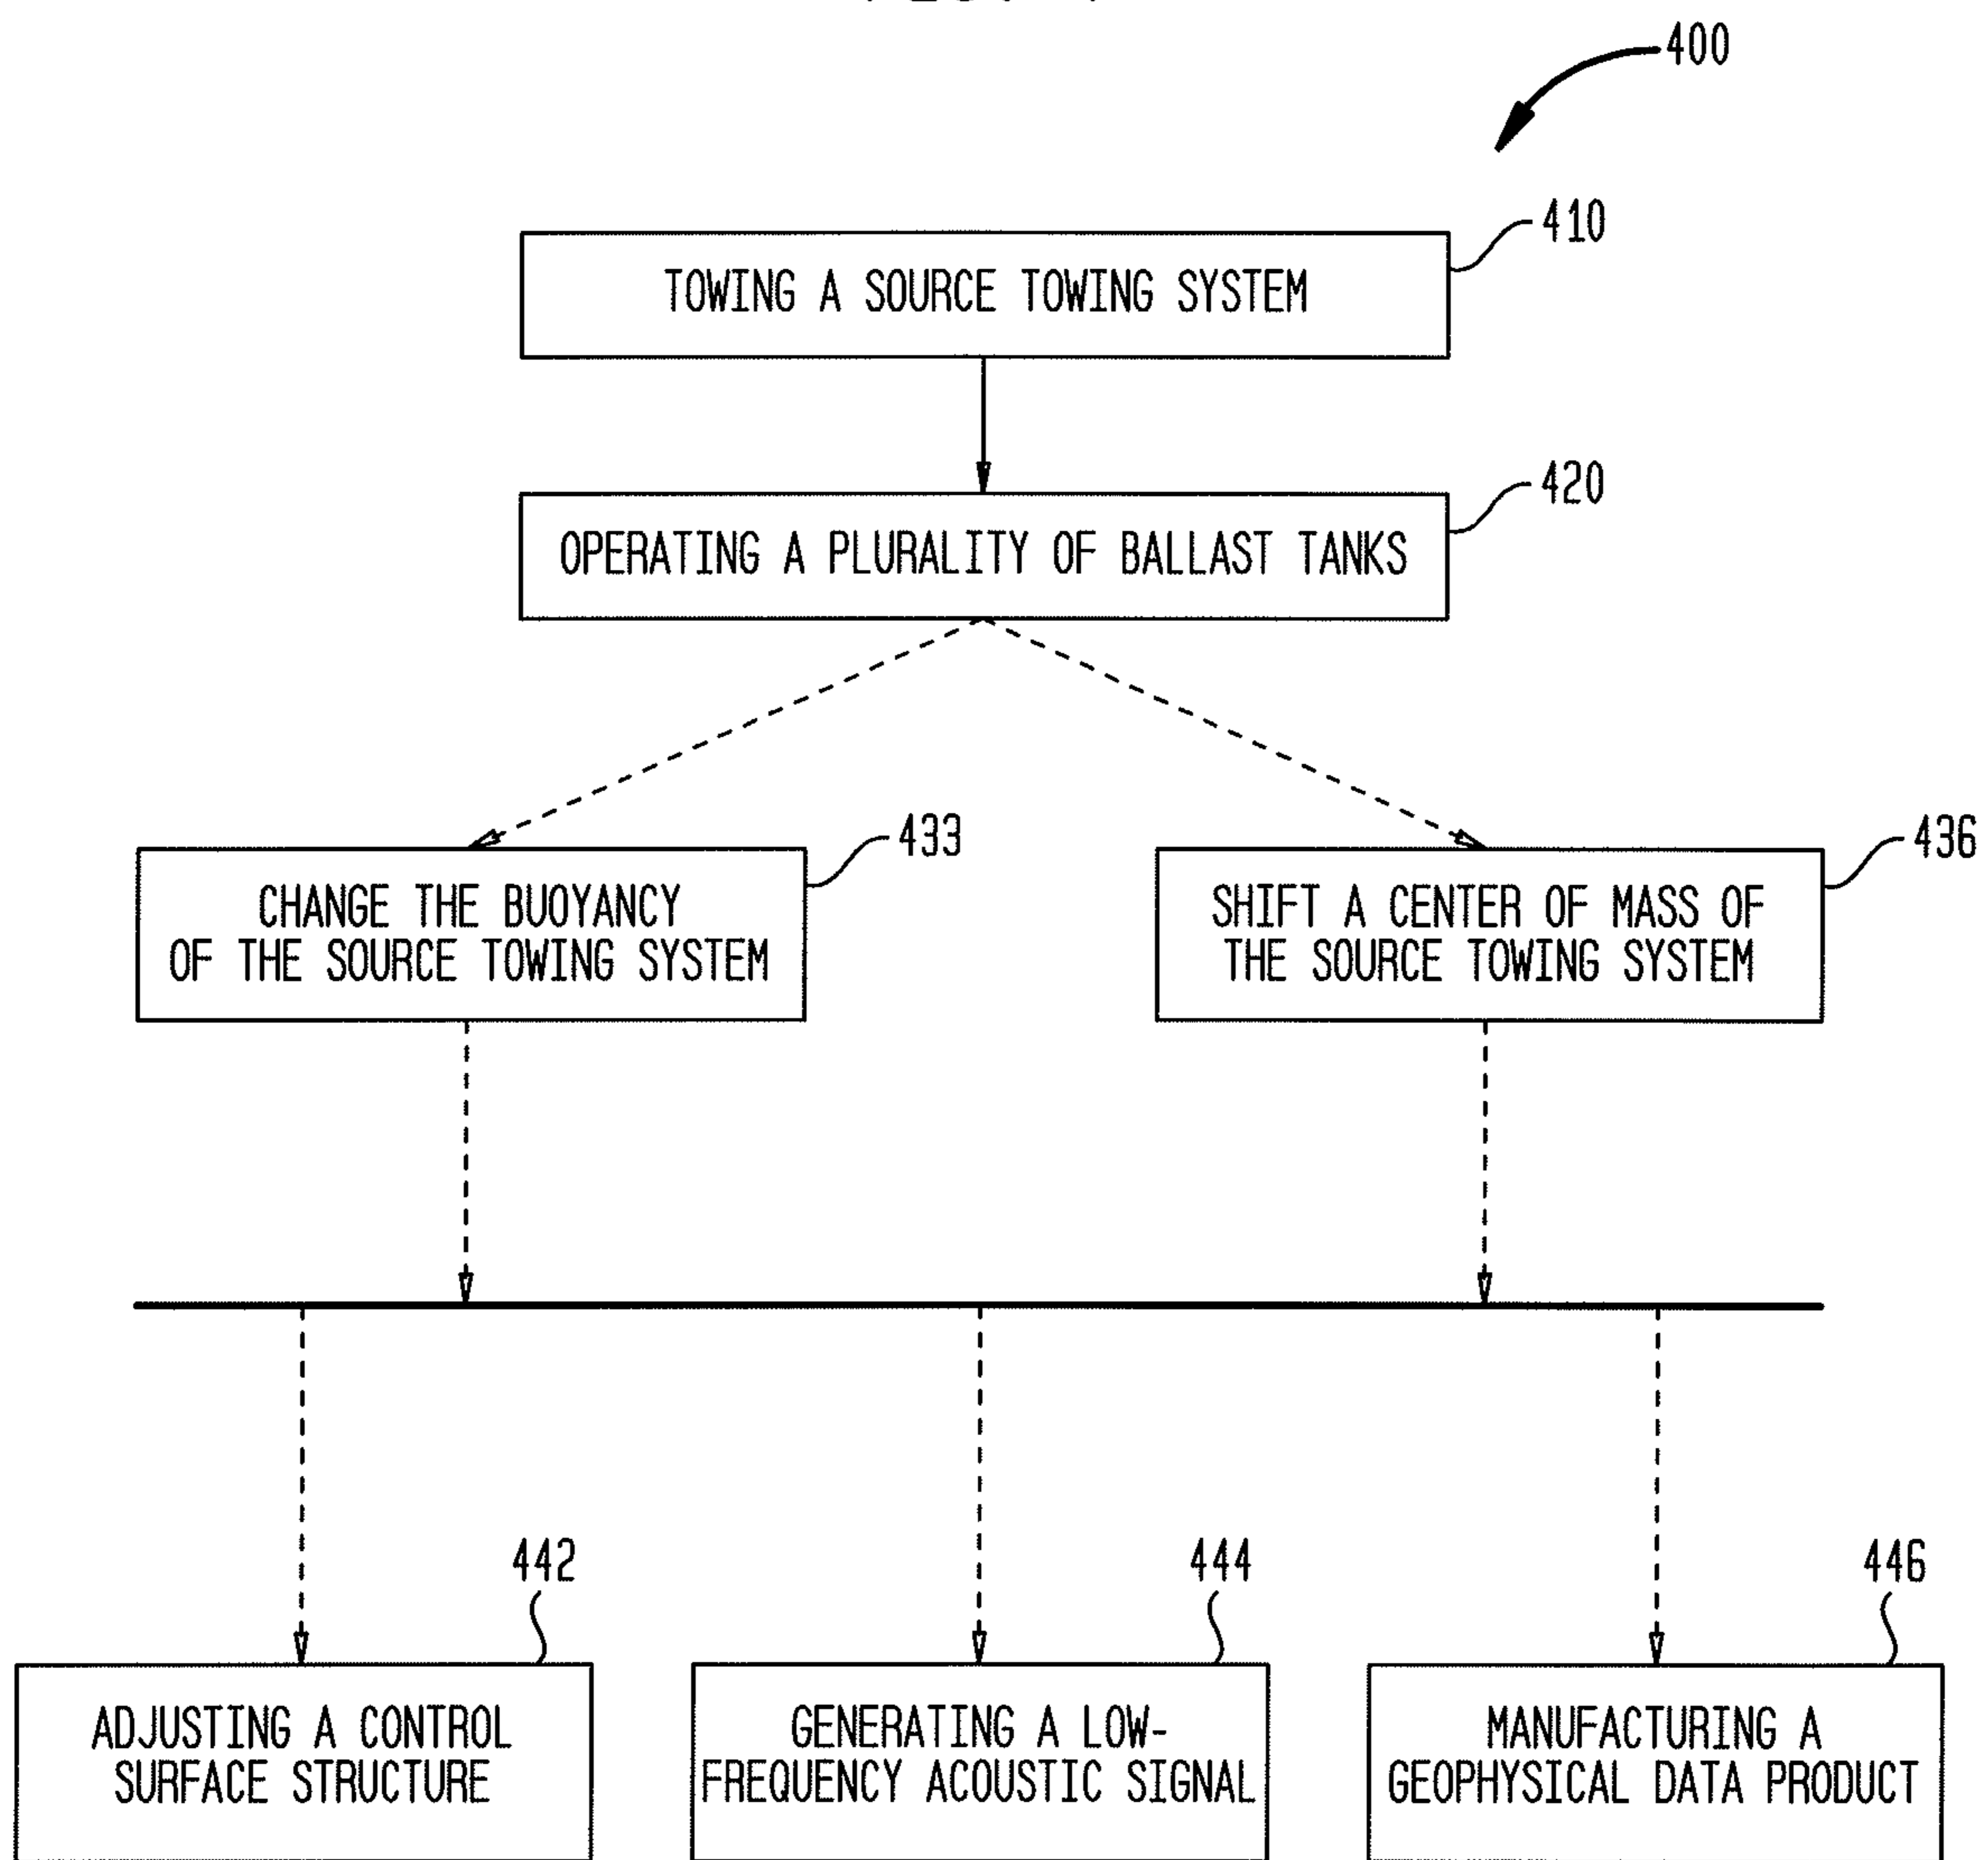 400
410
TOWING A SOURCE TOWING SYSTEM
420
OPERATING A PLURALITY OF BALLAST TANKS
433
CHANGE THE BUOYANCY
OF THE SOURCE TOWING SYSTEM
436
SHIFT A CENTER OF MASS OF
THE SOURCE TOWING SYSTEM
442
ADJUSTING A CONTROL
SURFACE STRUCTURE
444
GENERATING A LOW-
FREQUENCY ACOUSTIC SIGNAL
446
MANUFACTURING A
GEOPHYSICAL DATA PRODUCT